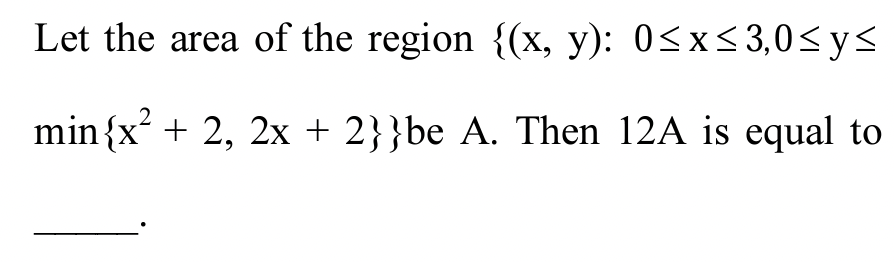 Let the area of the region {(x, y): 0≤x≤3,0≤y≤
min{x² + 2, 2x + 2}}be A. Then 12A is equal to
_____.